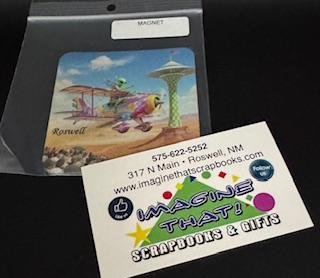 MAGNET
Roswell
575-622-5252
317 N Main • Roswell, NM
www.imaginethatscrapbooks.com
Like us
Follow us
IMAGINE
THAT!
SCRAPBOOKS & GIFTS